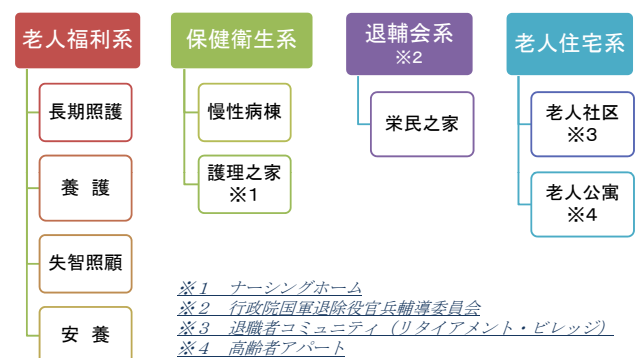 老人福利系
長期照護
養 護
失智照顧
安 養
保健衛生系
慢性病棟
護理之家
※1
退輔会系
※2
栄民之家
老人住宅系
老人社区
※3
老人公寓
※4
※１　ナーシングホーム
※２　行政院国軍退除役官兵輔導委員会
※３　退職者コミュニティ（リタイアメント・ビレッジ）
※４　高齢者アパート